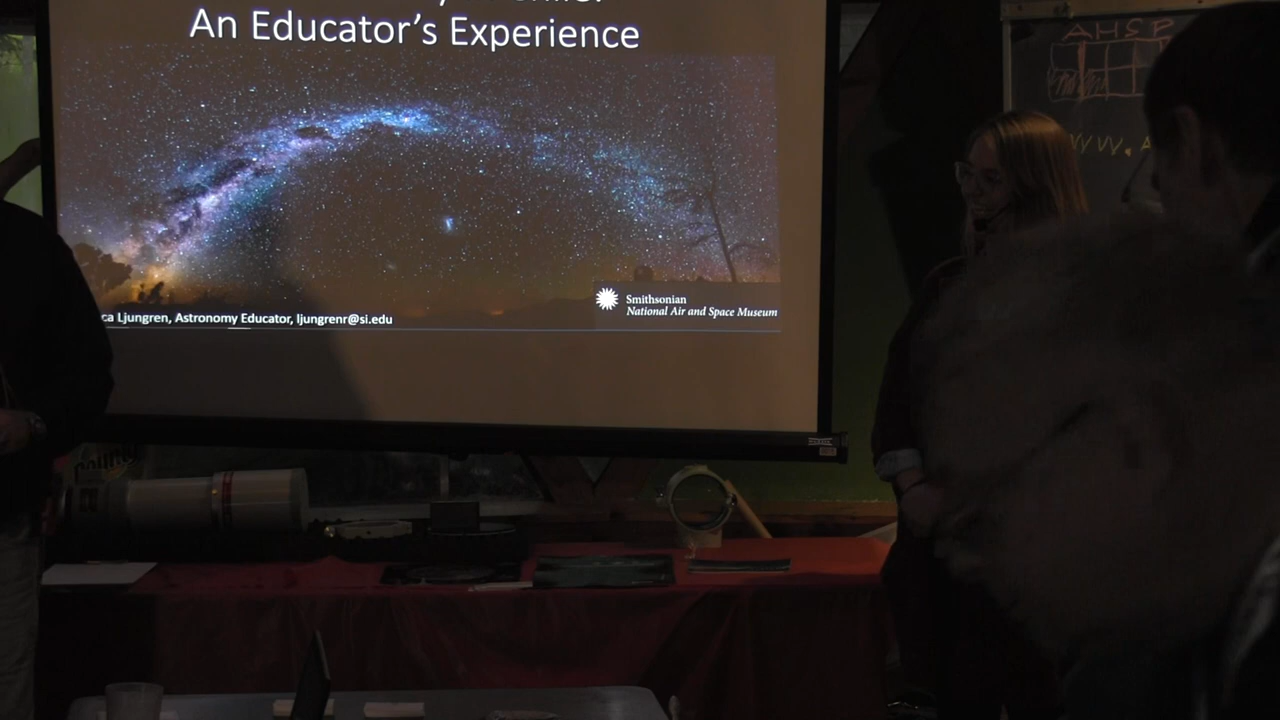 An Educator's Experience
AHSP
Smithsonian
National Air and Space Museum
ca Ljungren, Astronomy Educator, ljungrenr@si.edu